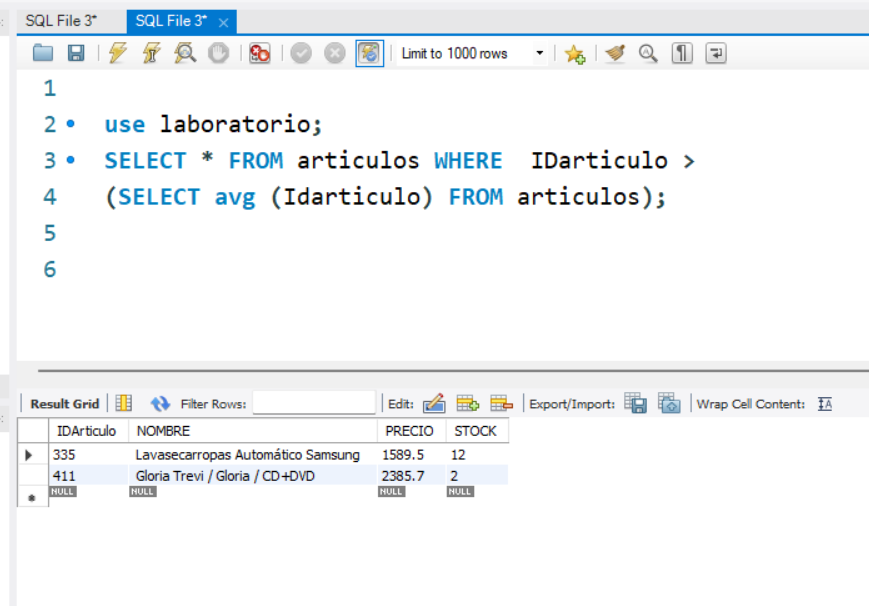 SQL File 3* SQL File 3* ×
Limit to 1000 rows
1
2 use laboratorio;
3 SELECT * FROM articulos WHERE  IDarticulo >
4 (SELECT avg (Idarticulo) FROM articulos);
5
6
Result Grid Filter Rows: Edit: Export/Import: Wrap Cell Content: IA
IDArticulo NOMBRE PRECIO STOCK
335 Lavasecarropas Automático Samsung 1589.5 12
411 Gloria Trevi / Gloria / CD+DVD 2385.7 2
NULL NULL NULL NULL